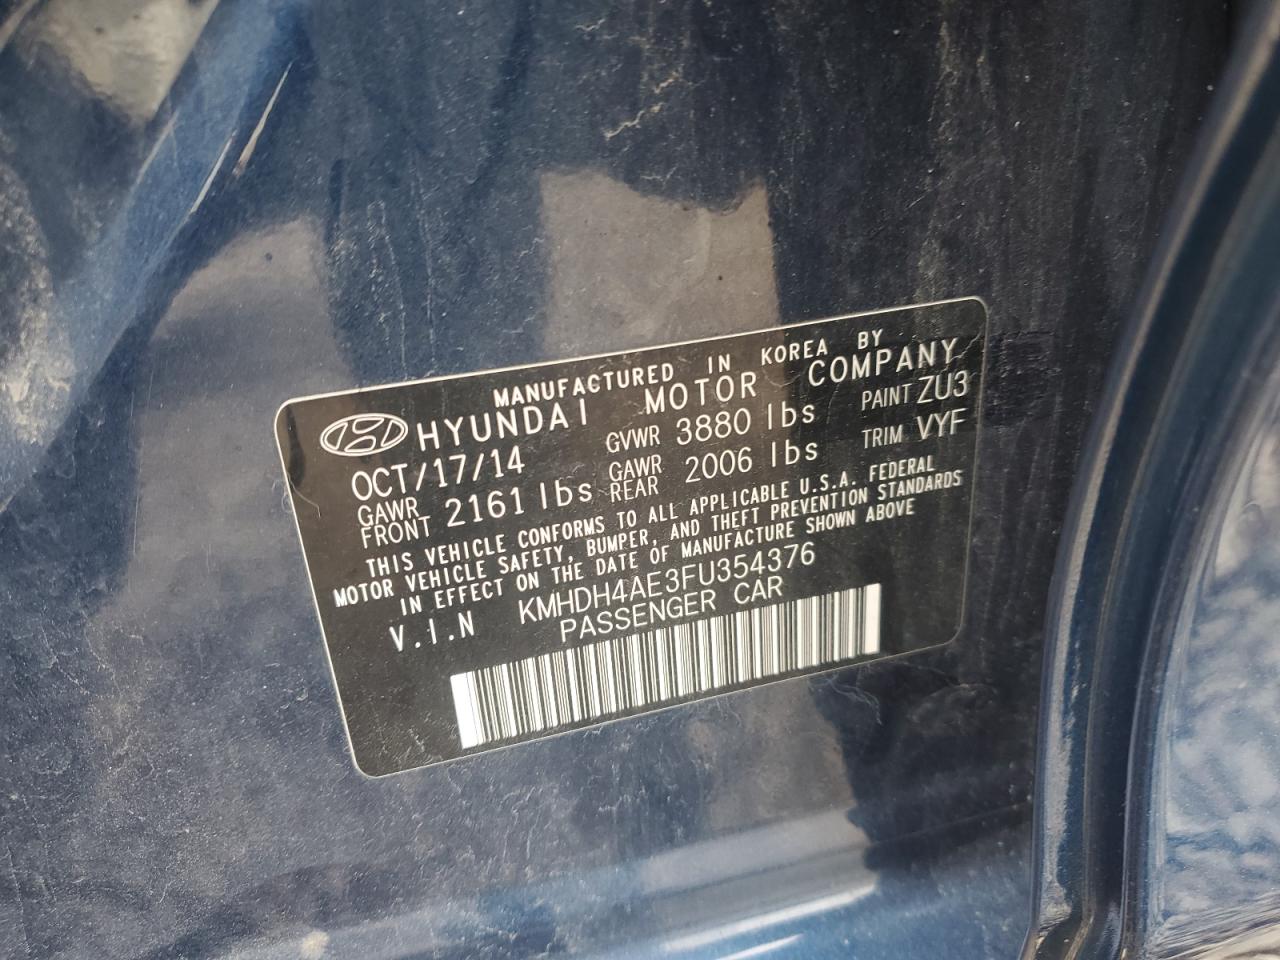 MANUFACTURED IN KOREA BY
HYUNDAI MOTOR COMPANY
OCT/17/14 GVWR 3880 lbs PAINT ZU3
GAWR FRONT 2161 lbs GAWR REAR 2006 lbs TRIM VYF
THIS VEHICLE CONFORMS TO ALL APPLICABLE U.S.A. FEDERAL
MOTOR VEHICLE SAFETY, BUMPER, AND THEFT PREVENTION STANDARDS
IN EFFECT ON THE DATE OF MANUFACTURE SHOWN ABOVE
V.I.N KMHDH4AE3FU354376
PASSENGER CAR